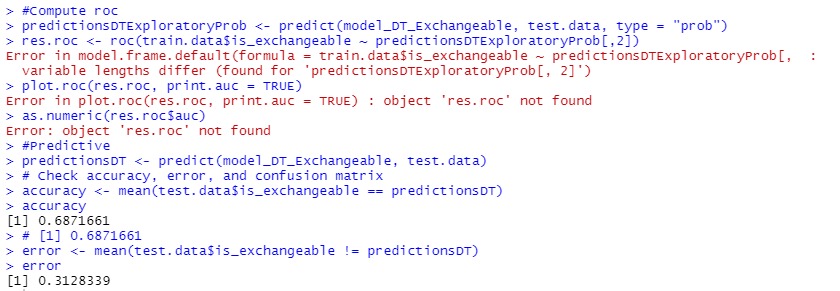 > #Compute roc
> predictionsDTExploratoryProb <- predict(model_DT_Exchangeable, test.data, type = "prob")
> res.roc <- roc(train.data$is_exchangeable ~ predictionsDTExploratoryProb[,2])
Error in model.frame.default(formula = train.data$is_exchangeable ~ predictionsDTExploratoryProb[,  :
  variable lengths differ (found for 'predictionsDTExploratoryProb[, 2]')
> plot.roc(res.roc, print.auc = TRUE)
Error in plot.roc(res.roc, print.auc = TRUE) : object 'res.roc' not found
> as.numeric(res.roc$auc)
Error: object 'res.roc' not found
> #Predictive
> predictionsDT <- predict(model_DT_Exchangeable, test.data)
> # Check accuracy, error, and confusion matrix
> accuracy <- mean(test.data$is_exchangeable == predictionsDT)
> accuracy
[1] 0.6871661
> # [1] 0.6871661
> error <- mean(test.data$is_exchangeable != predictionsDT)
> error
[1] 0.3128339